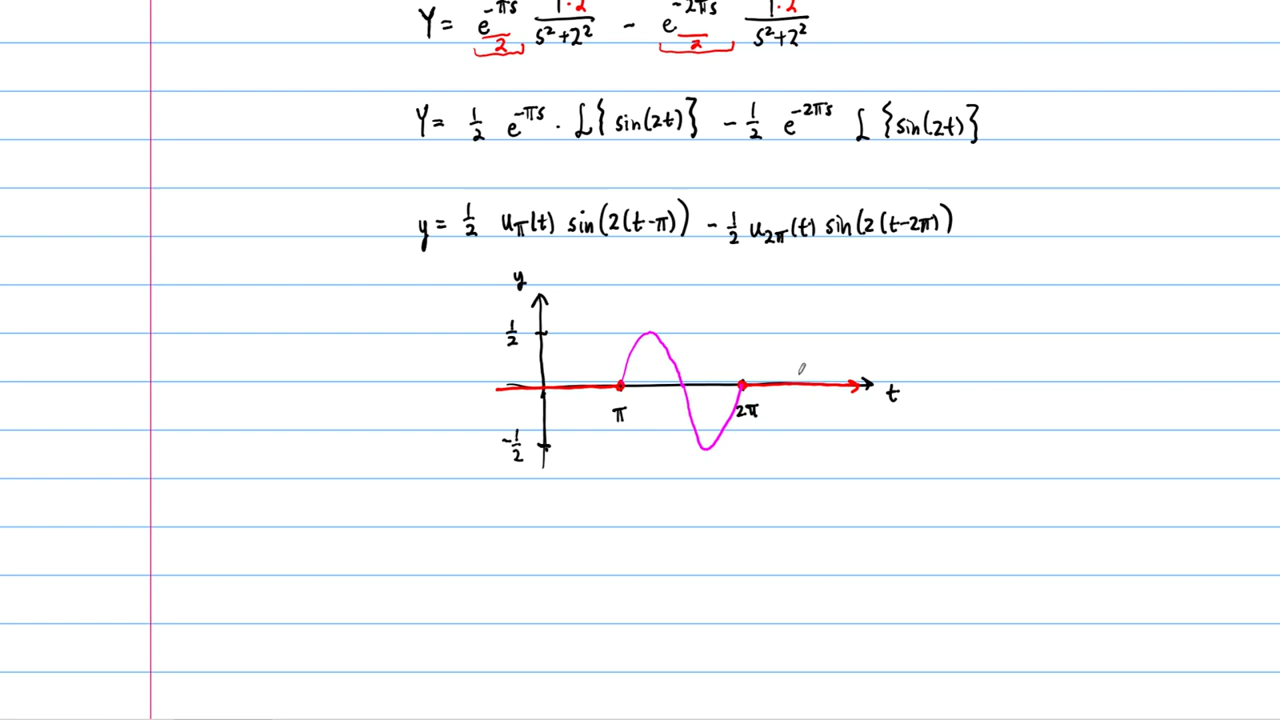 Y = e^{-πs}/2 · 1·2/(s²+2²) - e^{-2πs}/2 · 1·2/(s²+2²)
Y = 1/2 e^{-πs} · ℒ{sin(2t)} - 1/2 e^{-2πs} ℒ{sin(2t)}
y = 1/2 u_π(t) sin(2(t-π)) - 1/2 u_{2π}(t) sin(2(t-2π))
y
1/2
t
π
2π
-1/2